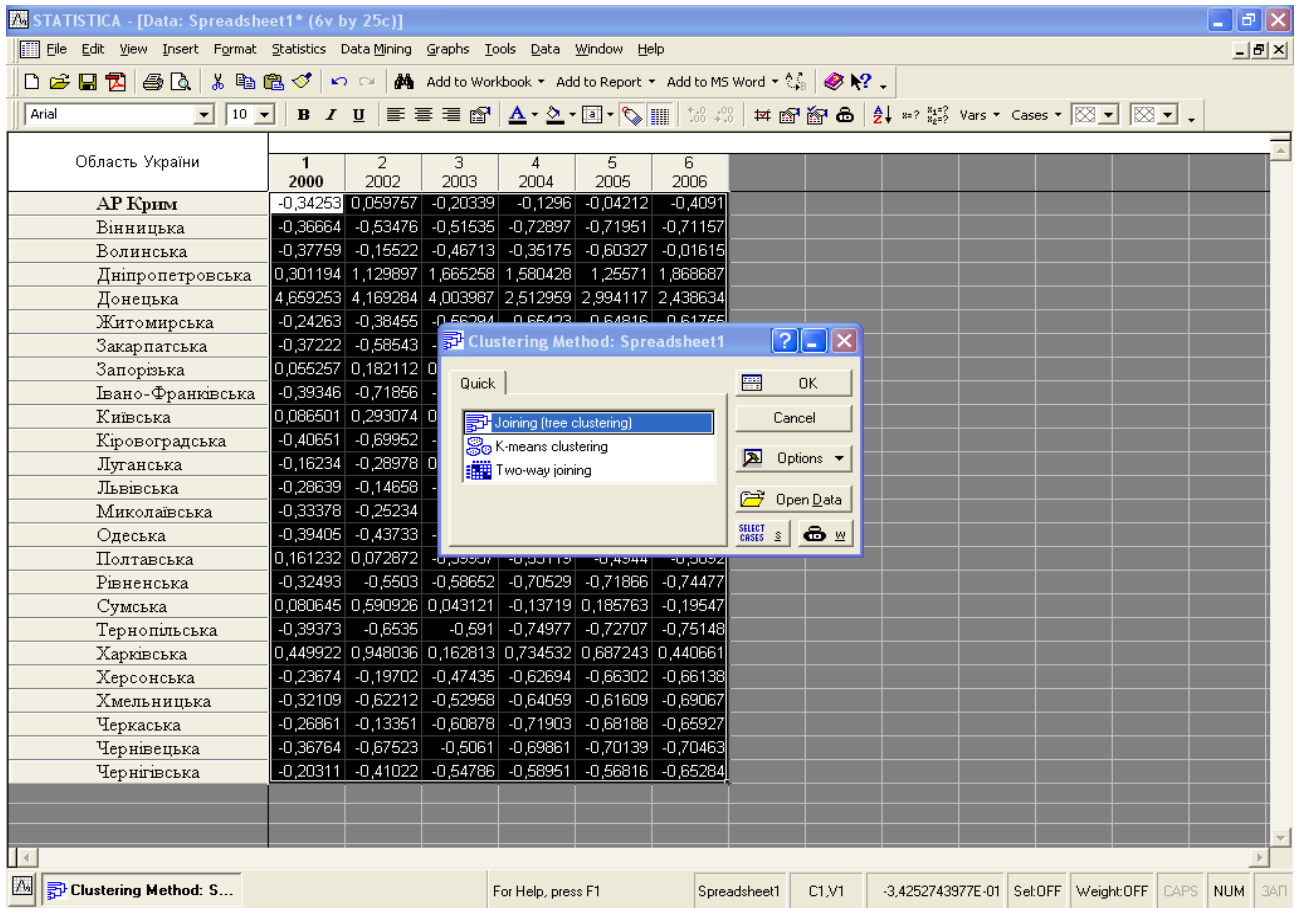 STATISTICA - [Data: Spreadsheet1* (6v by 25c)]
File Edit View Insert Format Statistics Data Mining Graphs Tools Data Window Help
Add to Workbook Add to Report Add to MS Word
Arial 10 B I U Vars Cases
Область України 1 2 3 4 5 6
2000 2002 2003 2004 2005 2006
АР Крим -0,34253 0,059757 -0,20339 -0,1296 -0,04212 -0,4091
Вінницька -0,36664 -0,53476 -0,51535 -0,72897 -0,71951 -0,71157
Волинська -0,37759 -0,15522 -0,46713 -0,35175 -0,60327 -0,01615
Дніпропетровська 0,301194 1,129897 1,665258 1,580428 1,25571 1,868687
Донецька 4,659253 4,169284 4,003987 2,512959 2,994117 2,438634
Житомирська -0,24263 -0,38455 -0,56294 -0,65423 -0,64816 -0,61755
Закарпатська -0,37222 -0,58543
Запорізька 0,055257 0,182112
Івано-Франківська -0,39346 -0,71856
Київська 0,086501 0,293074
Кіровоградська -0,40651 -0,69952
Луганська -0,16234 -0,28978
Львівська -0,28639 -0,14658
Миколаївська -0,33378 -0,25234
Одеська -0,39405 -0,43733
Clustering Method: Spreadsheet1
Quick
Joining (tree clustering)
K-means clustering
Two-way joining
OK
Cancel
Options
Open Data
SELECT CASES S W
Полтавська 0,161232 0,072872 -0,39957 -0,53119 -0,4944 -0,5092
Рівненська -0,32493 -0,5503 -0,58652 -0,70529 -0,71866 -0,74477
Сумська 0,080645 0,590926 0,043121 -0,13719 0,185763 -0,19547
Тернопільська -0,39373 -0,6535 -0,591 -0,74977 -0,72707 -0,75148
Харківська 0,449922 0,948036 0,162813 0,734532 0,687243 0,440661
Херсонська -0,23674 -0,19702 -0,47435 -0,62694 -0,66302 -0,66138
Хмельницька -0,32109 -0,62212 -0,52958 -0,64059 -0,61609 -0,69067
Черкаська -0,26861 -0,13351 -0,60878 -0,71903 -0,68188 -0,65927
Чернівецька -0,36764 -0,67523 -0,5061 -0,69861 -0,70139 -0,70463
Чернігівська -0,20311 -0,41022 -0,54786 -0,58951 -0,56816 -0,65284
Clustering Method: S... For Help, press F1 Spreadsheet1 C1,V1 -3,4252743977E-01 Sel:OFF Weight:OFF CAPS NUM ЗАП